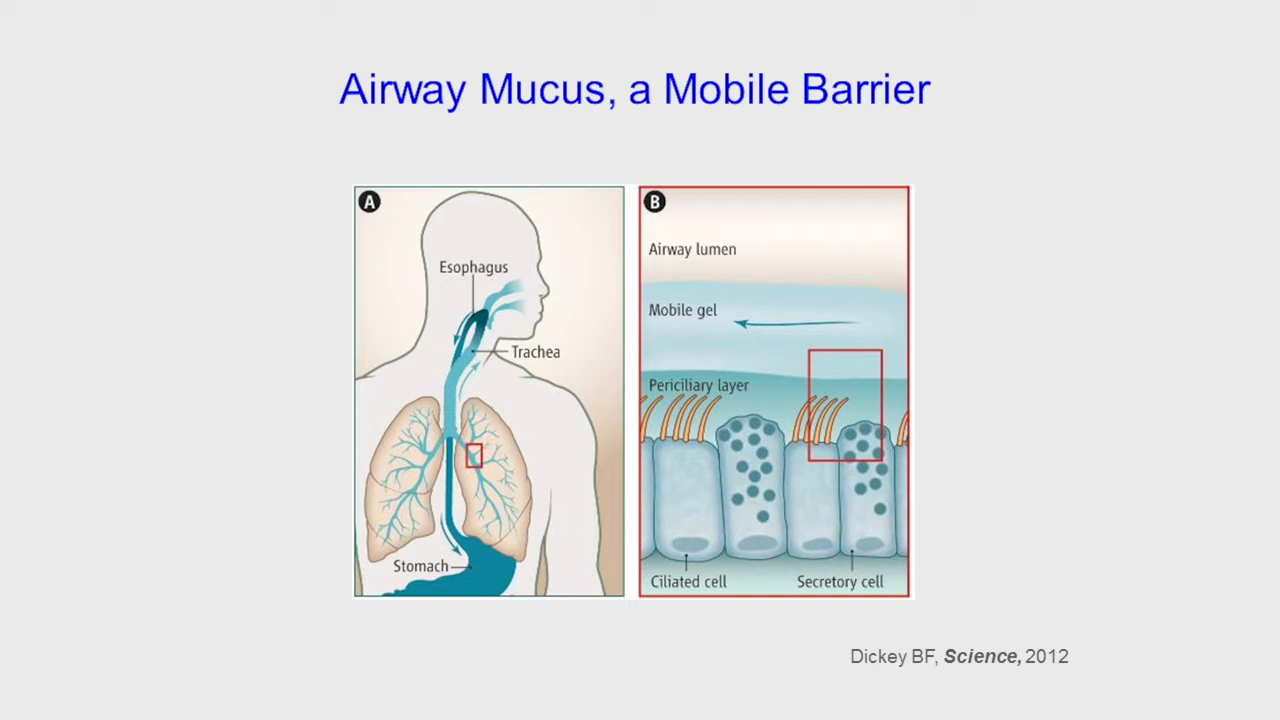 Airway Mucus, a Mobile Barrier
A
Esophagus
Trachea
Stomach
B
Airway lumen
Mobile gel
Periciliary layer
Ciliated cell
Secretory cell
Dickey BF, Science, 2012